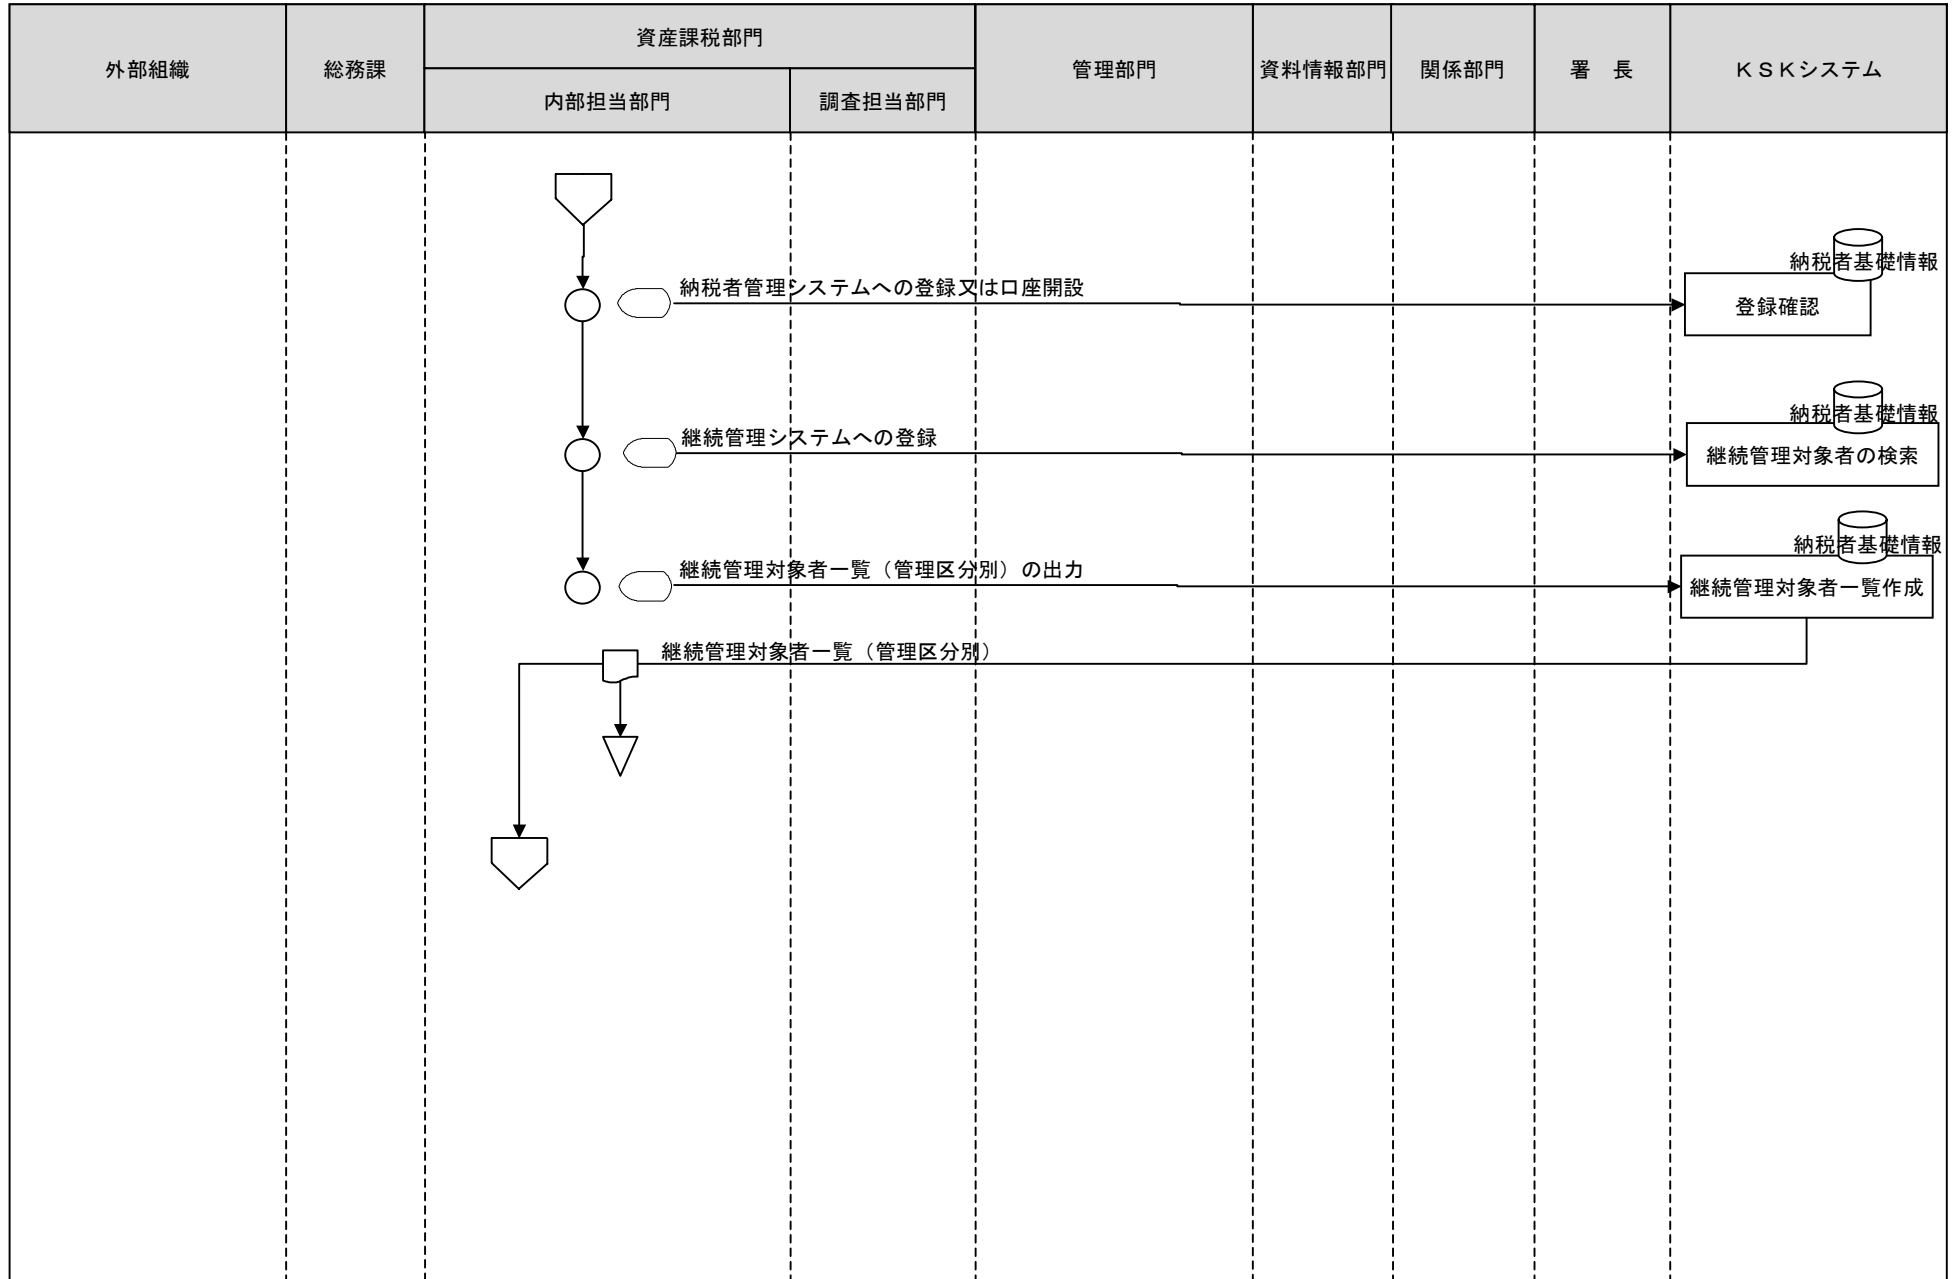 外部組織
総務課
資産課税部門
内部担当部門
調査担当部門
管理部門
資料情報部門
関係部門
署　長
ＫＳＫシステム
納税者基礎情報
納税者管理システムへの登録又は口座開設
登録確認
納税者基礎情報
継続管理システムへの登録
継続管理対象者の検索
納税者基礎情報
継続管理対象者一覧（管理区分別）の出力
継続管理対象者一覧作成
継続管理対象者一覧（管理区分別）